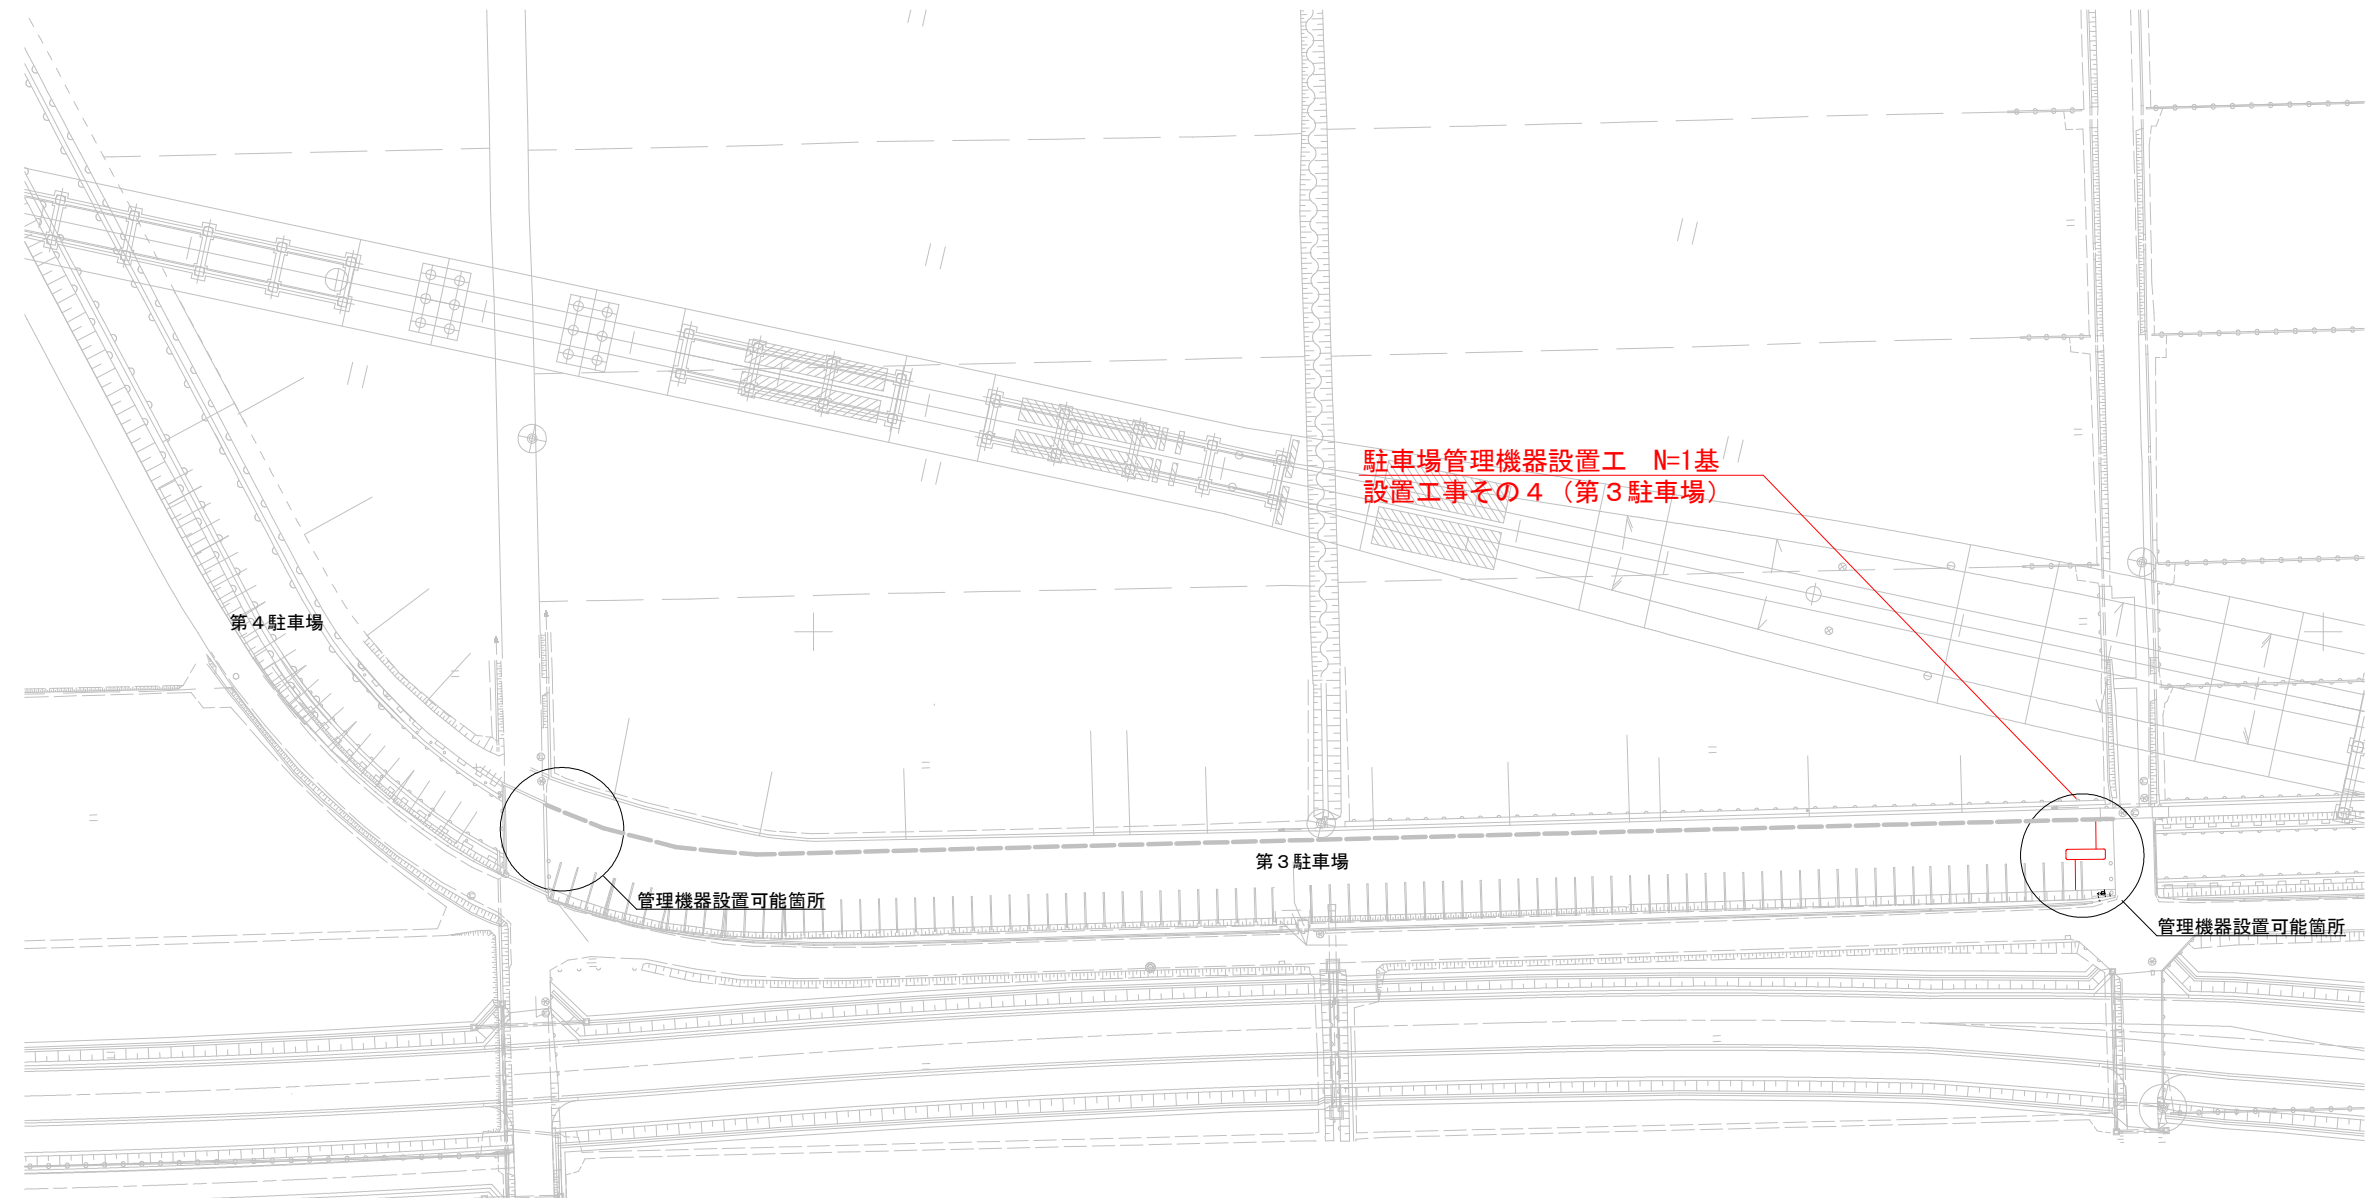 駐車場管理機器設置工　N=1基
設置工事その４（第３駐車場）
第４駐車場
第３駐車場
管理機器設置可能箇所
管理機器設置可能箇所